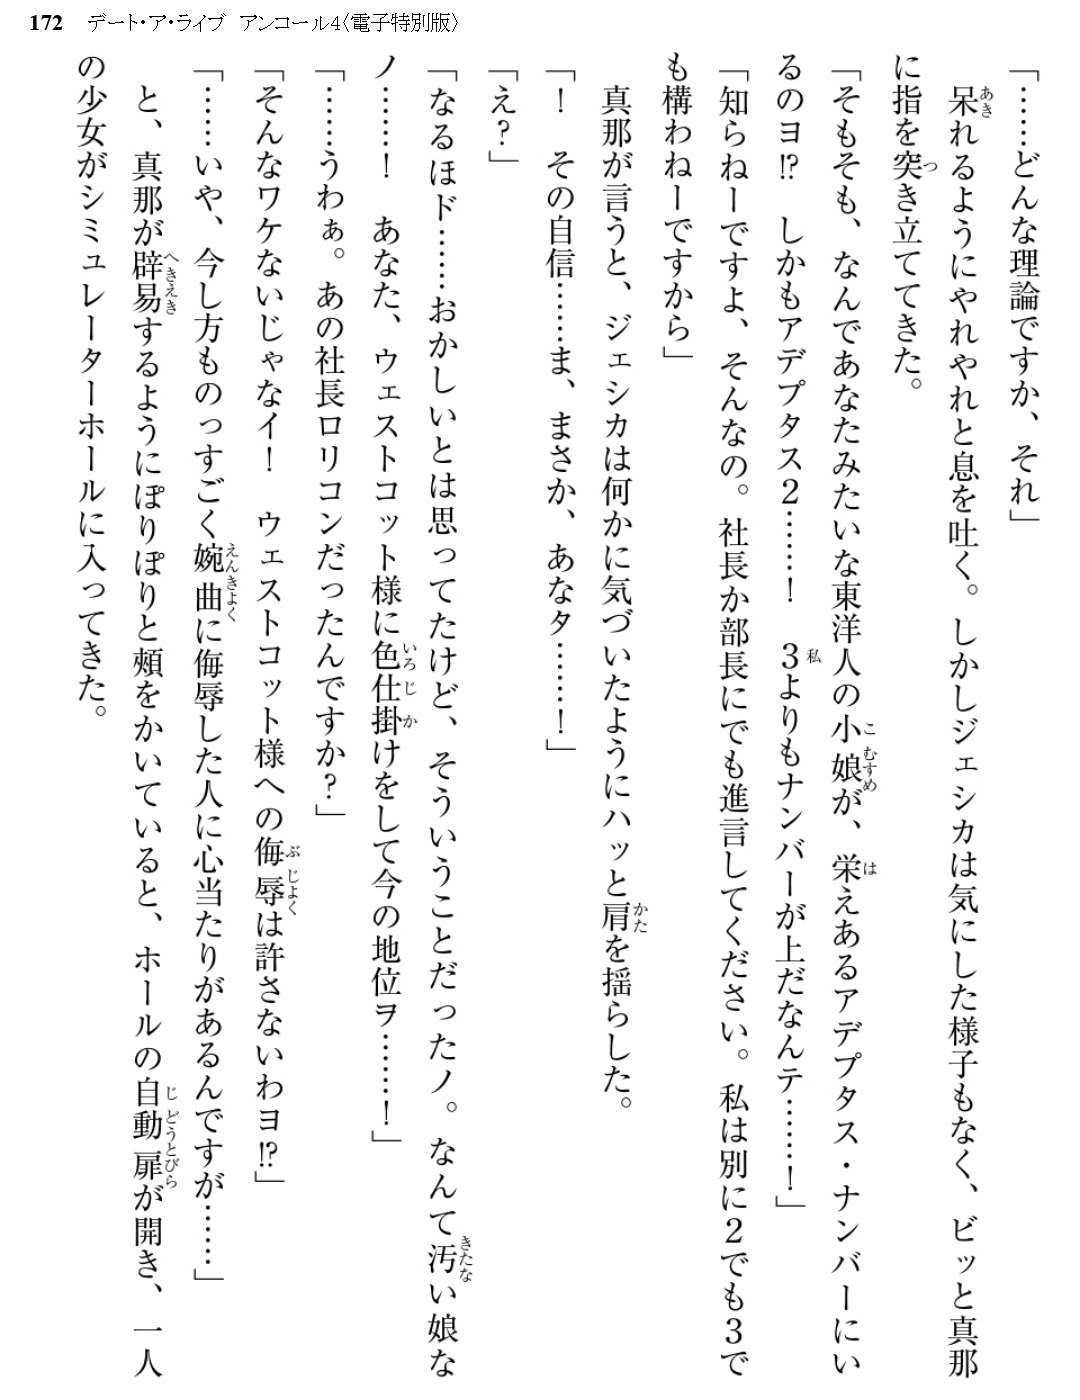 172 デート・ア・ライブ アンコール4〈電子特別版〉
「……どんな理論ですか、それ」
　呆れるようにやれやれと息を吐く。しかしジェシカは気にした様子もなく、ビッと真那
に指を突き立ててきた。
「そもそも、なんであなたみたいな東洋人の小娘が、栄えあるアデプタス・ナンバーにい
るのヨ!?　しかもアデプタス2……！　3よりもナンバーが上だなんテ……！」
「知らねーですよ、そんなの。社長か部長にでも進言してください。私は別に2でも3で
も構わねーですから」
　真那が言うと、ジェシカは何かに気づいたようにハッと肩を揺らした。
「！　その自信……ま、まさか、あなタ……！」
「え？」
「なるほド……おかしいとは思ってたけど、そういうことだったノ。なんて汚い娘な
ノ……！　あなた、ウェストコット様に色仕掛けをして今の地位ヲ……！」
「……うわぁ。あの社長ロリコンだったんですか？」
「そんなワケないじゃなイ！　ウェストコット様への侮辱は許さないわヨ!?」
「……いや、今し方ものっすごく婉曲に侮辱した人に心当たりがあるんですが……」
　と、真那が辟易するようにぽりぽりと頬をかいていると、ホールの自動扉が開き、一人
の少女がシミュレーターホールに入ってきた。